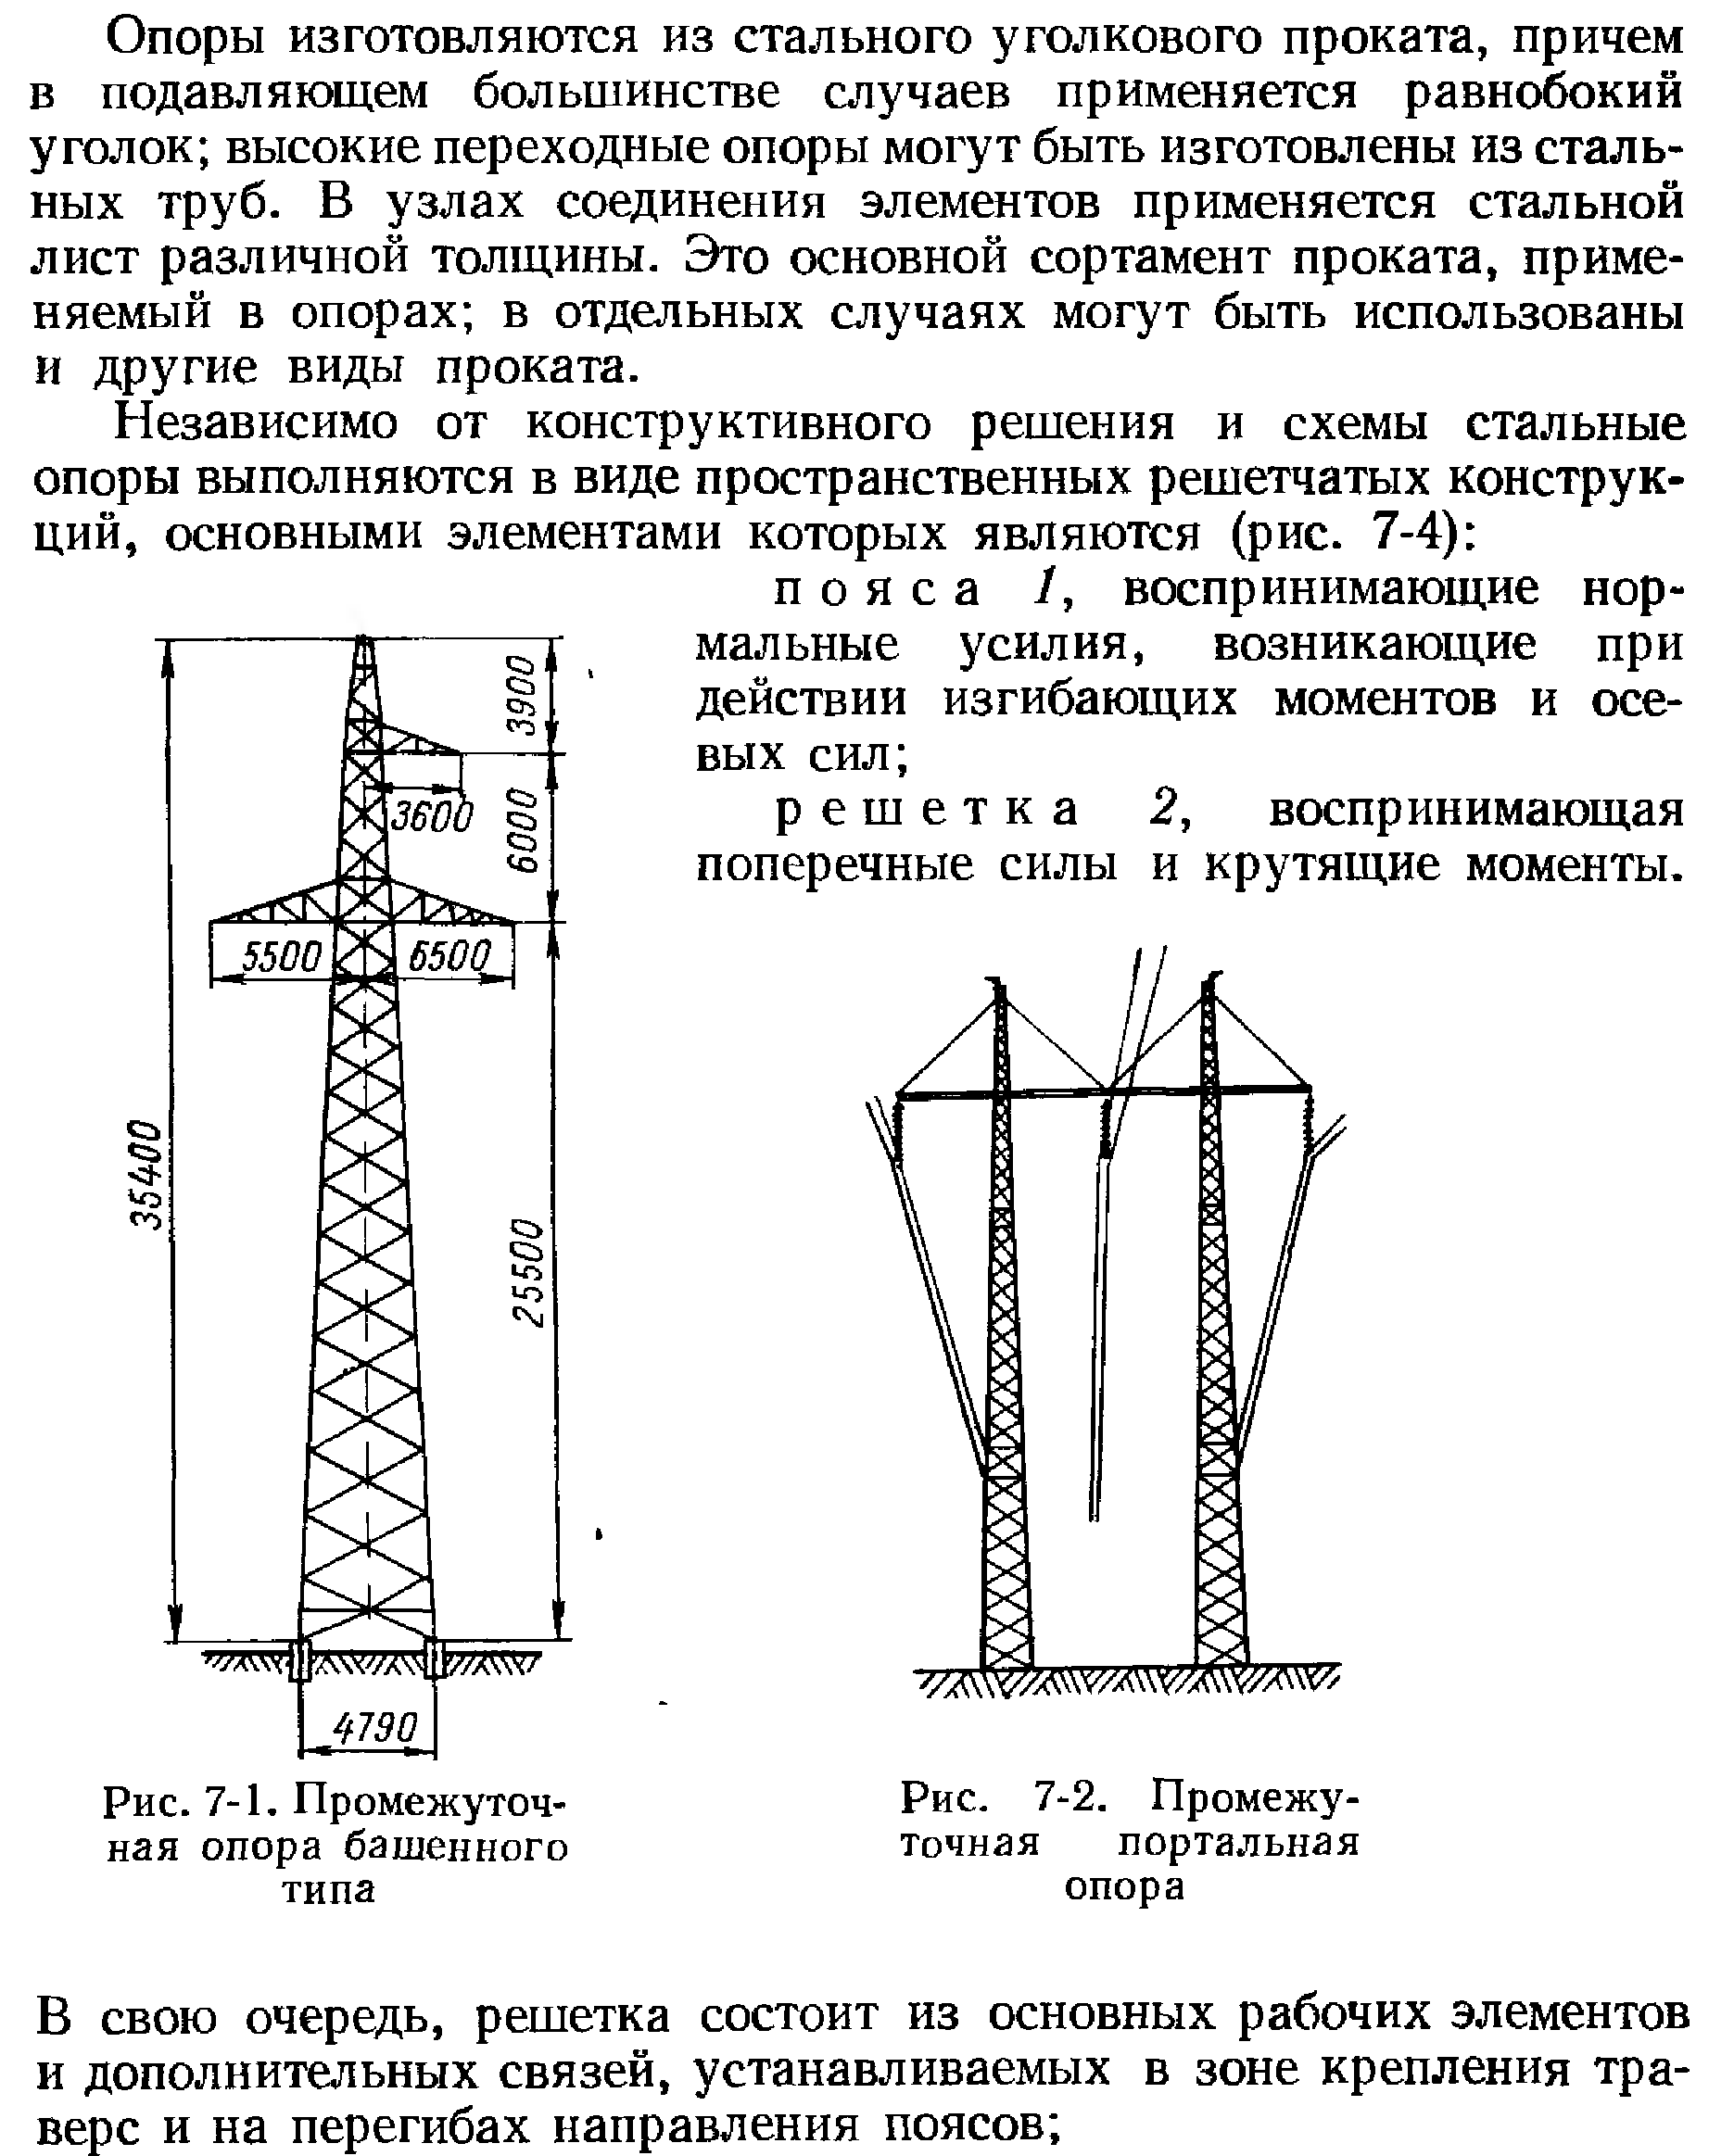 Опоры изготовляются из стального уголкового проката, причем
в подавляющем большинстве случаев применяется равнобокий
уголок; высокие переходные опоры могут быть изготовлены из сталь-
ных труб. В узлах соединения элементов применяется стальной
лист различной толщины. Это основной сортамент проката, приме-
няемый в опорах; в отдельных случаях могут быть использованы
и другие виды проката.
Независимо от конструктивного решения и схемы стальные
опоры выполняются в виде пространственных решетчатых конструк-
ций, основными элементами которых являются (рис. 7-4):
пояса 1, воспринимающие нор-
мальные усилия, возникающие при
действии изгибающих моментов и осе-
вых сил;
решетка 2, воспринимающая
поперечные силы и крутящие моменты.
3900
3600
6000
5500
6500
35400
25500
4790
Рис. 7-1. Промежуточ-
ная опора башенного
типа
Рис. 7-2. Промежу-
точная портальная
опора
В свою очередь, решетка состоит из основных рабочих элементов
и дополнительных связей, устанавливаемых в зоне крепления тра-
верс и на перегибах направления поясов;